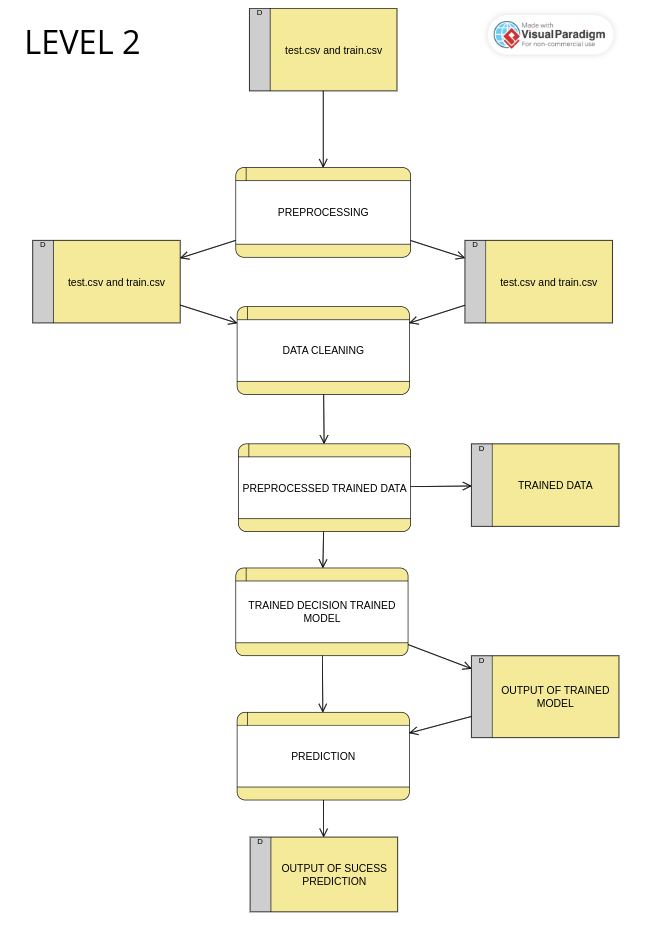 LEVEL 2
D
test.csv and train.csv
Made with
Visual Paradigm
For non-commercial use
PREPROCESSING
D
test.csv and train.csv
D
test.csv and train.csv
DATA CLEANING
PREPROCESSED TRAINED DATA
D
TRAINED DATA
TRAINED DECISION TRAINED
MODEL
D
OUTPUT OF TRAINED
MODEL
PREDICTION
D
OUTPUT OF SUCESS
PREDICTION